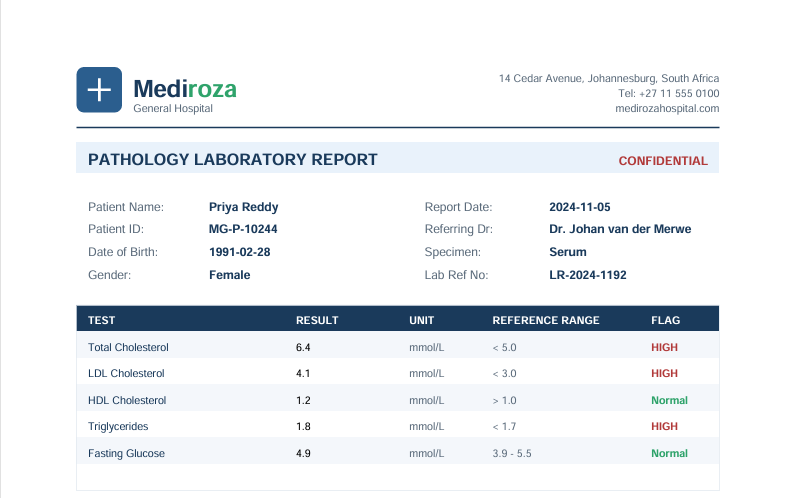 Mediroza
General Hospital
14 Cedar Avenue, Johannesburg, South Africa
Tel: +27 11 555 0100
medirozahospital.com
PATHOLOGY LABORATORY REPORT CONFIDENTIAL
Patient Name: Priya Reddy Report Date: 2024-11-05
Patient ID: MG-P-10244 Referring Dr: Dr. Johan van der Merwe
Date of Birth: 1991-02-28 Specimen: Serum
Gender: Female Lab Ref No: LR-2024-1192
TEST RESULT UNIT REFERENCE RANGE FLAG
Total Cholesterol 6.4 mmol/L < 5.0 HIGH
LDL Cholesterol 4.1 mmol/L < 3.0 HIGH
HDL Cholesterol 1.2 mmol/L > 1.0 Normal
Triglycerides 1.8 mmol/L < 1.7 HIGH
Fasting Glucose 4.9 mmol/L 3.9 - 5.5 Normal